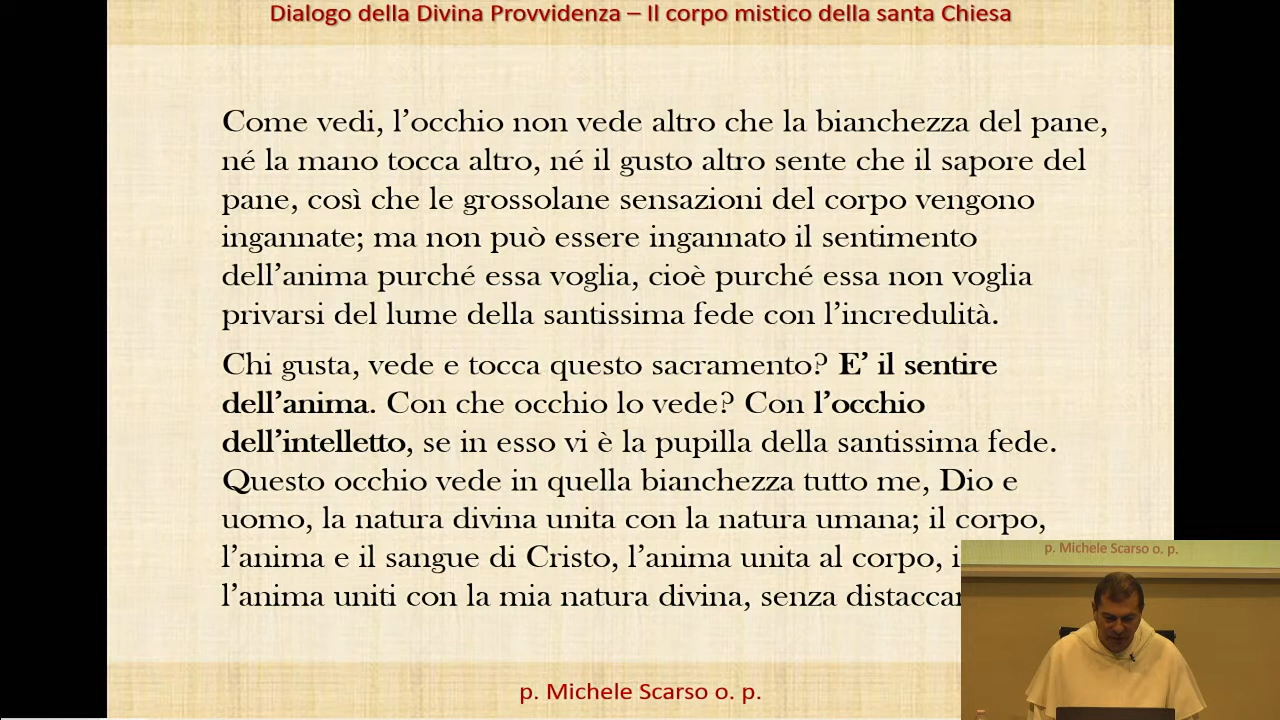 Dialogo della Divina Provvidenza – Il corpo mistico della santa Chiesa
Come vedi, l’occhio non vede altro che la bianchezza del pane,
né la mano tocca altro, né il gusto altro sente che il sapore del
pane, così che le grossolane sensazioni del corpo vengono
ingannate; ma non può essere ingannato il sentimento
dell’anima purché essa voglia, cioè purché essa non voglia
privarsi del lume della santissima fede con l’incredulità.
Chi gusta, vede e tocca questo sacramento? E’ il sentire
dell’anima. Con che occhio lo vede? Con l’occhio
dell’intelletto, se in esso vi è la pupilla della santissima fede.
Questo occhio vede in quella bianchezza tutto me, Dio e
uomo, la natura divina unita con la natura umana; il corpo,
l’anima e il sangue di Cristo, l’anima unita al corpo,
l’anima uniti con la mia natura divina, senza
p. Michele Scarso o. p.
p. Michele Scarso o. p.